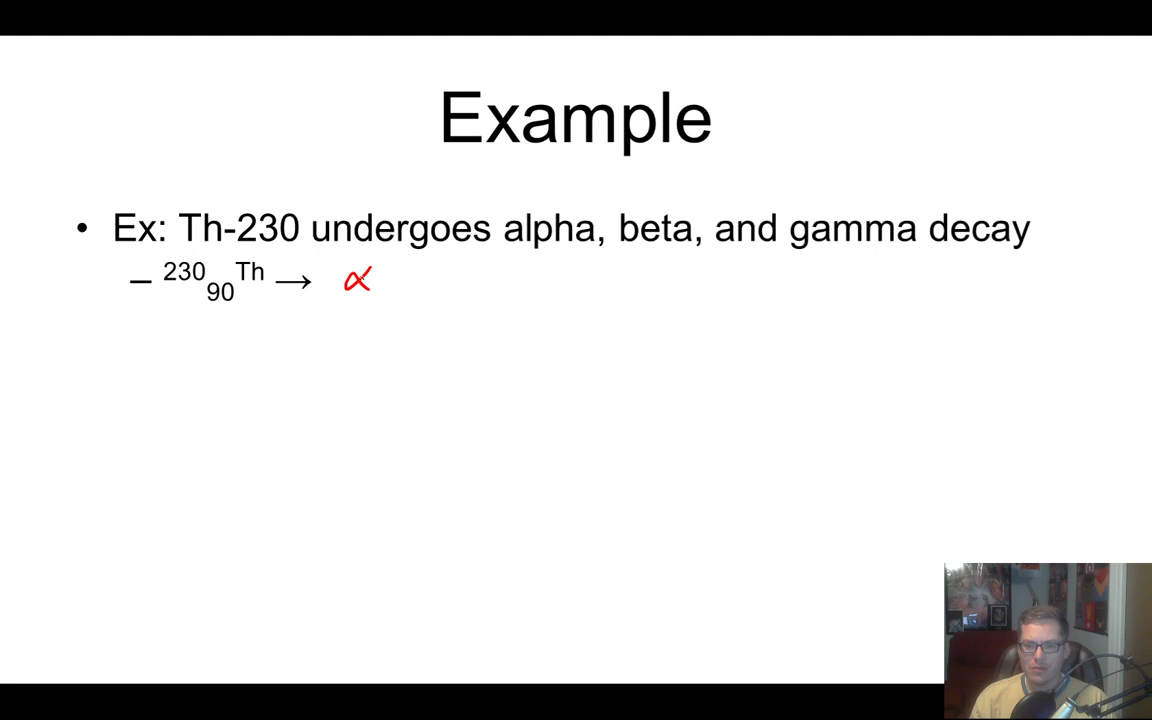 Example
• Ex: Th-230 undergoes alpha, beta, and gamma decay
– ²³⁰₉₀Th → α